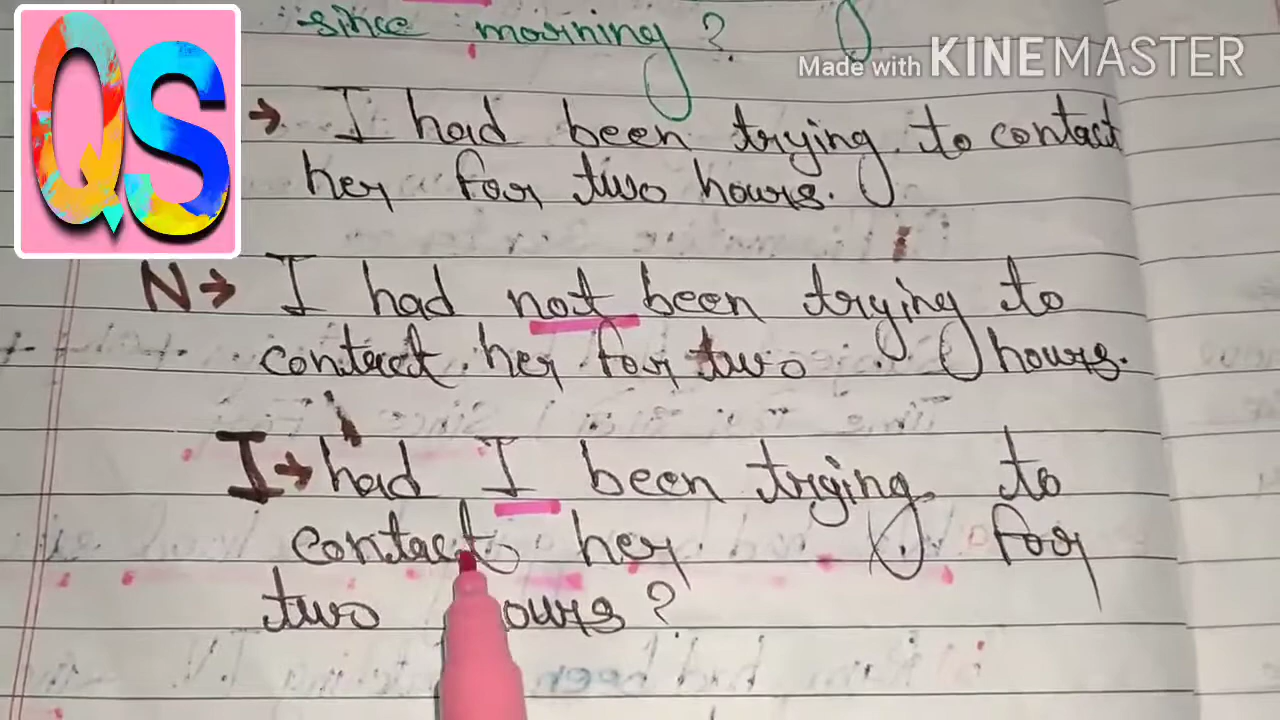 since morning?
QS
Made with KINEMASTER
→ I had been trying to contact
her for two hours.
N→ I had not been trying to
contact her for two hours.
I→ had I been trying to
contact her for
two hours?